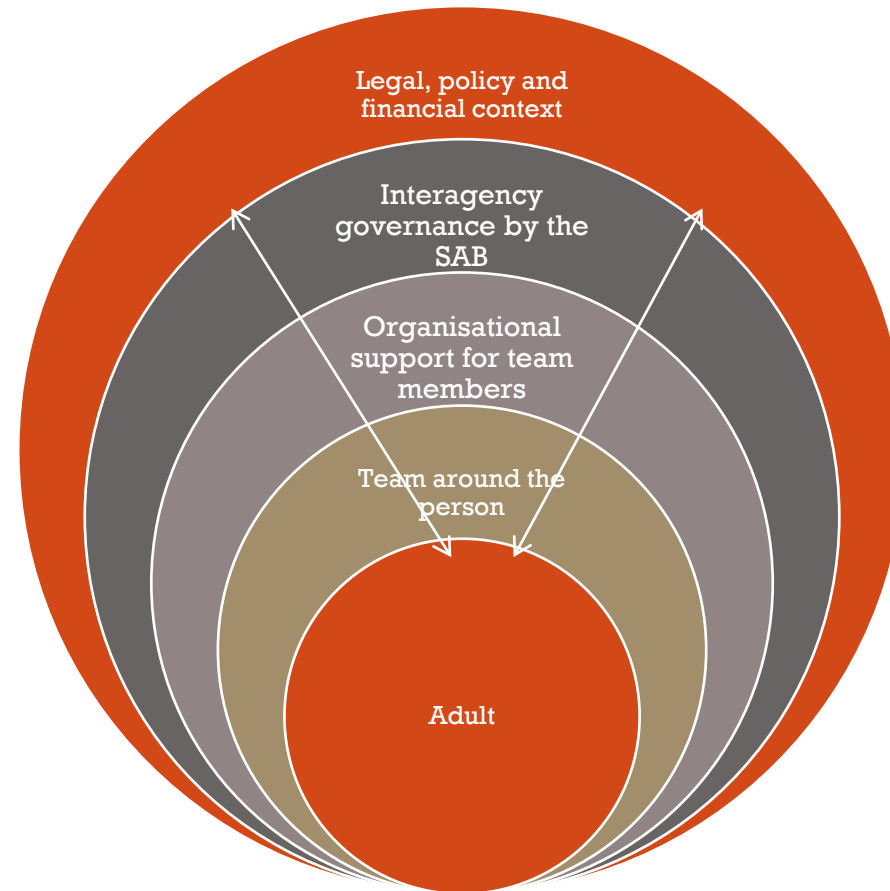 Legal, policy and
financial context
Interagency
governance by the
SAB
Organisational
support for team
members
Team around the
person
Adult